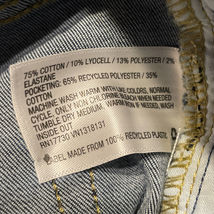 75% COTTON / 10% LYOCELL / 13% POLYESTER / 2%
ELASTANE
POCKETING: 65% RECYCLED POLYESTER / 35%
COTTON
MACHINE WASH WARM WITH LIKE COLORS, NORMAL
CYCLE, ONLY NON CHLORINE BLEACH WHEN NEEDED
TUMBLE DRY MEDIUM. WARM IRON IF NEEDED
INSIDE OUT
RN17730 VN1318131
LABEL MADE FROM 100% RECYCLED